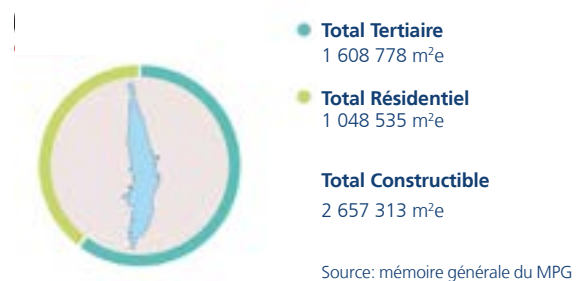 Total Tertiaire
1 608 778 m²e
Total Résidentiel
1 048 535 m²e
Total Constructible
2 657 313 m²e
Source: mémoire générale du MPG